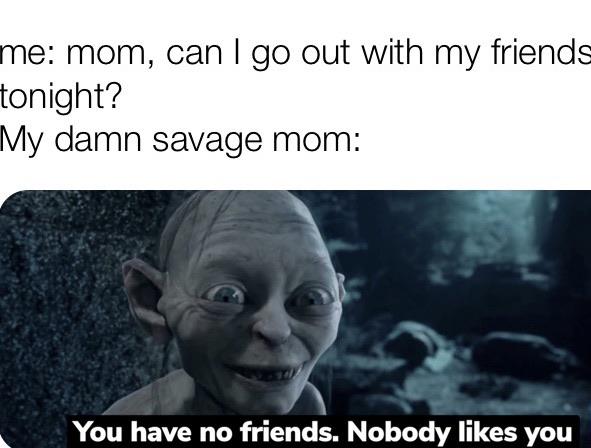 me: mom, can I go out with my friends
tonight?
My damn savage mom:
You have no friends. Nobody likes you